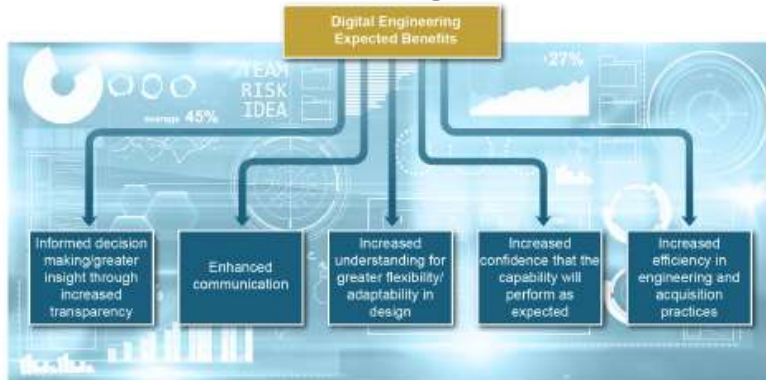 Digital Engineering
Expected Benefits
TEAM
RISK
IDEA
average 45%
27%
Informed decision
making/greater
insight through
increased
transparency
Enhanced
communication
Increased
understanding for
greater flexibility/
adaptability in
design
Increased
confidence that the
capability will
perform as
expected
Increased
efficiency in
engineering and
acquisition
practices